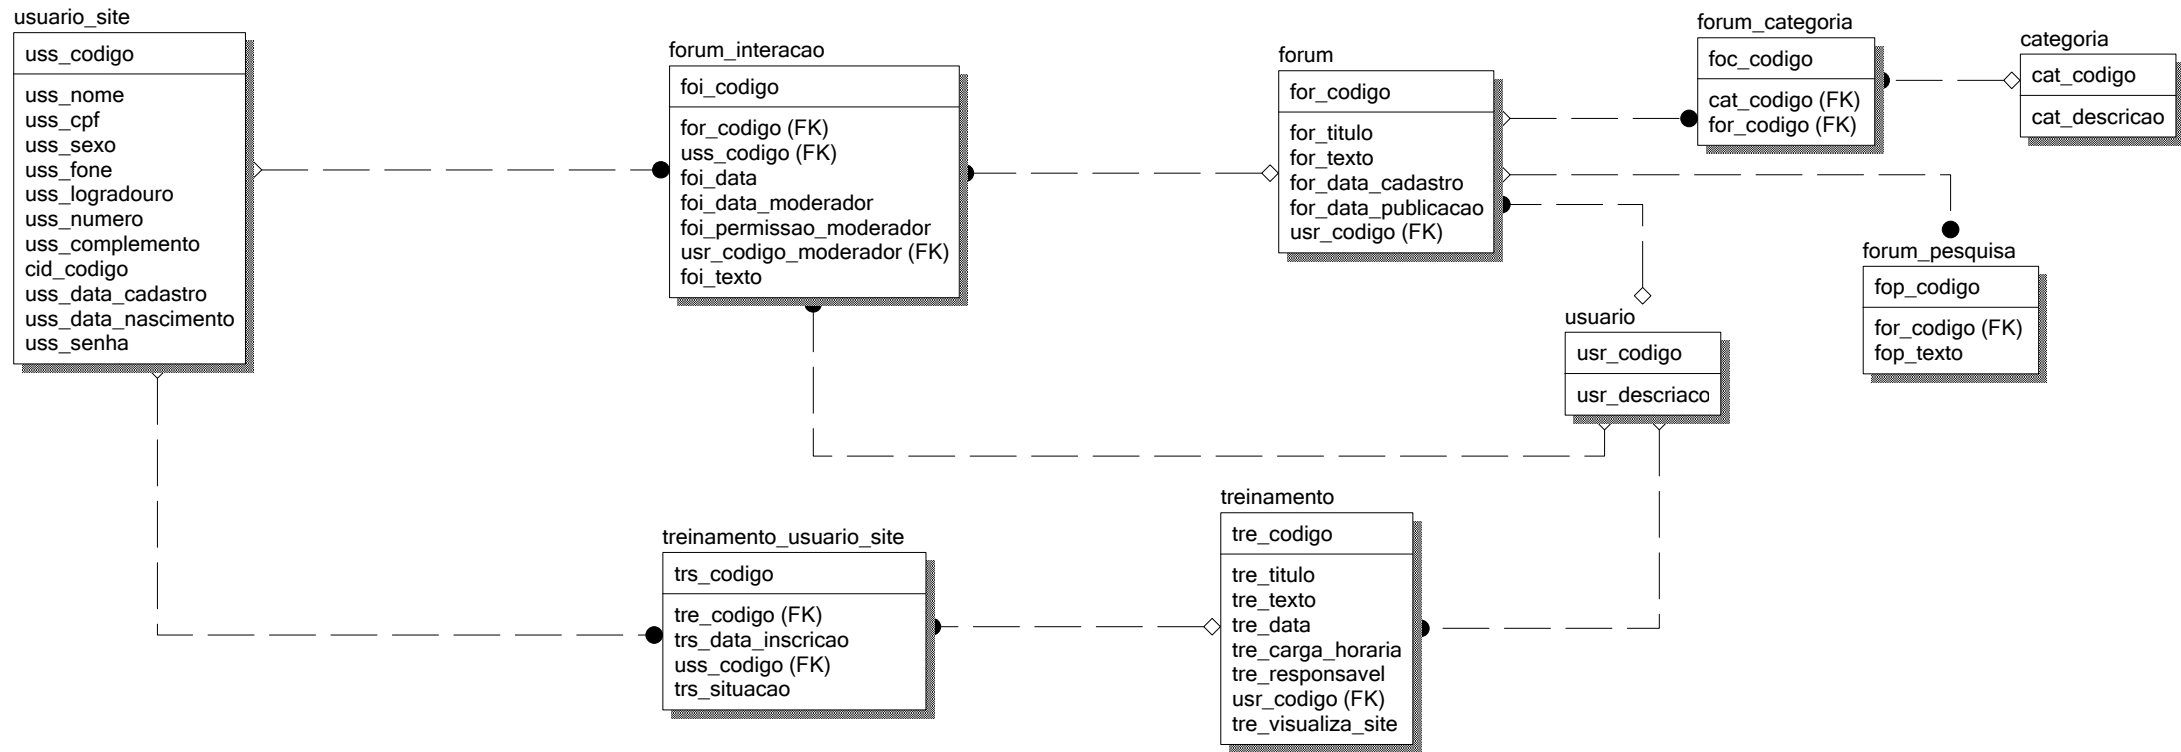 usuario_site
uss_codigo
uss_nome
uss_cpf
uss_sexo
uss_fone
uss_logradouro
uss_numero
uss_complemento
cid_codigo
uss_data_cadastro
uss_data_nascimento
uss_senha
forum_interacao
foi_codigo
for_codigo (FK)
uss_codigo (FK)
foi_data
foi_data_moderador
foi_permissao_moderador
usr_codigo_moderador (FK)
foi_texto
forum
for_codigo
for_titulo
for_texto
for_data_cadastro
for_data_publicacao
usr_codigo (FK)
forum_categoria
foc_codigo
cat_codigo (FK)
for_codigo (FK)
categoria
cat_codigo
cat_descricao
forum_pesquisa
fop_codigo
for_codigo (FK)
fop_texto
usuario
usr_codigo
usr_descriaco
treinamento_usuario_site
trs_codigo
tre_codigo (FK)
trs_data_inscricao
uss_codigo (FK)
trs_situacao
treinamento
tre_codigo
tre_titulo
tre_texto
tre_data
tre_carga_horaria
tre_responsavel
usr_codigo (FK)
tre_visualiza_site